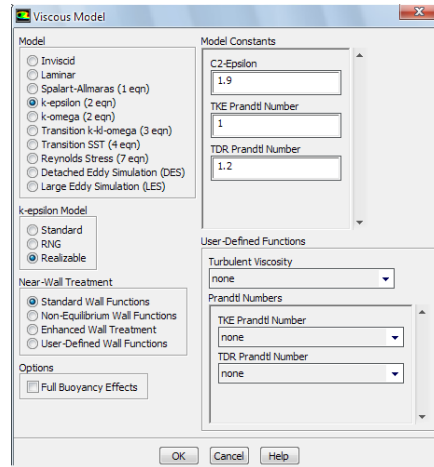 Viscous Model
Model
Inviscid
Laminar
Spalart-Allmaras (1 eqn)
k-epsilon (2 eqn)
k-omega (2 eqn)
Transition k-kl-omega (3 eqn)
Transition SST (4 eqn)
Reynolds Stress (7 eqn)
Detached Eddy Simulation (DES)
Large Eddy Simulation (LES)
k-epsilon Model
Standard
RNG
Realizable
Near-Wall Treatment
Standard Wall Functions
Non-Equilibrium Wall Functions
Enhanced Wall Treatment
User-Defined Wall Functions
Options
Full Buoyancy Effects
Model Constants
C2-Epsilon
1.9
TKE Prandtl Number
1
TDR Prandtl Number
1.2
User-Defined Functions
Turbulent Viscosity
none
Prandtl Numbers
TKE Prandtl Number
none
TDR Prandtl Number
none
OK Cancel Help